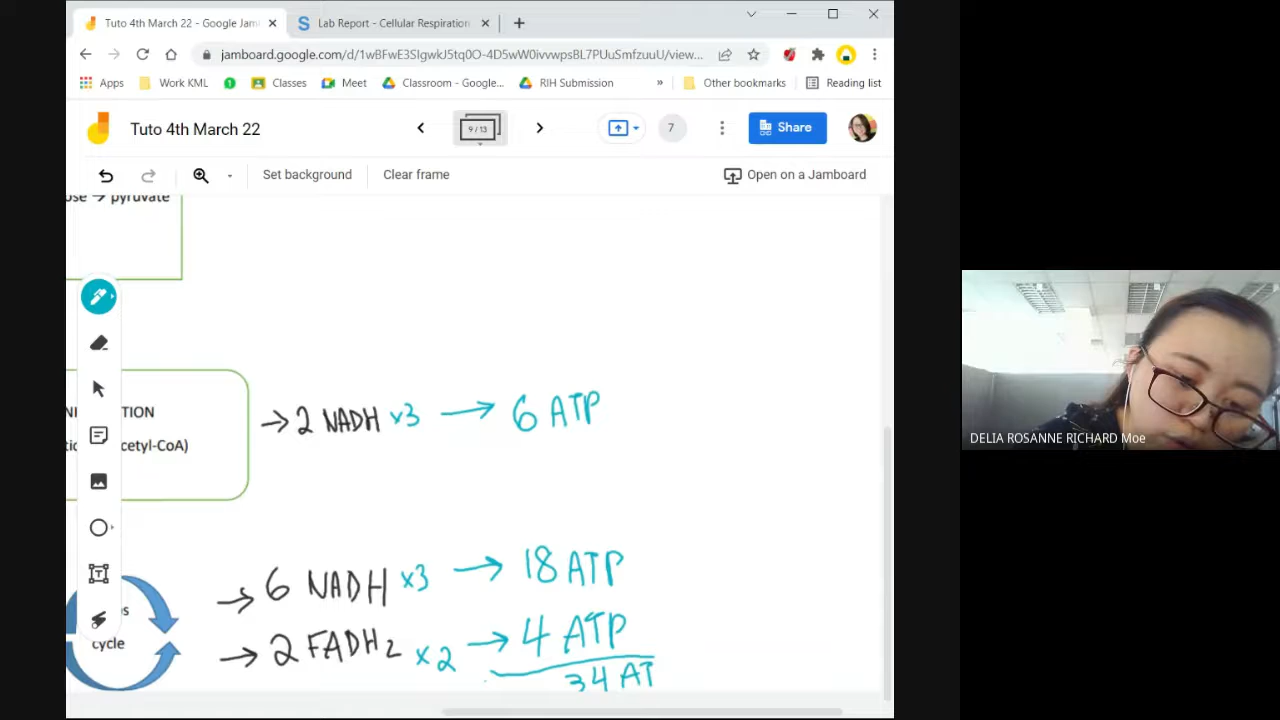 Tuto 4th March 22 - Google Jam
Lab Report - Cellular Respiration
jamboard.google.com/d/1wBFwE3SIgwkJ5tq0O-4D5wW0ivvwpsBL7PUuSmfzuuU/view...
Apps Work KML 1 Classes Meet Classroom - Google... RIH Submission » Other bookmarks Reading list
Tuto 4th March 22 9 / 13 7 Share
Set background Clear frame Open on a Jamboard
ose → pyruvate
TION
cetyl-CoA)
→ 2 NADH x3 → 6 ATP
→ 6 NADH x3 → 18 ATP
→ 2 FADH2 x2 → 4 ATP
34 AT
cycle
DELIA ROSANNE RICHARD Moe